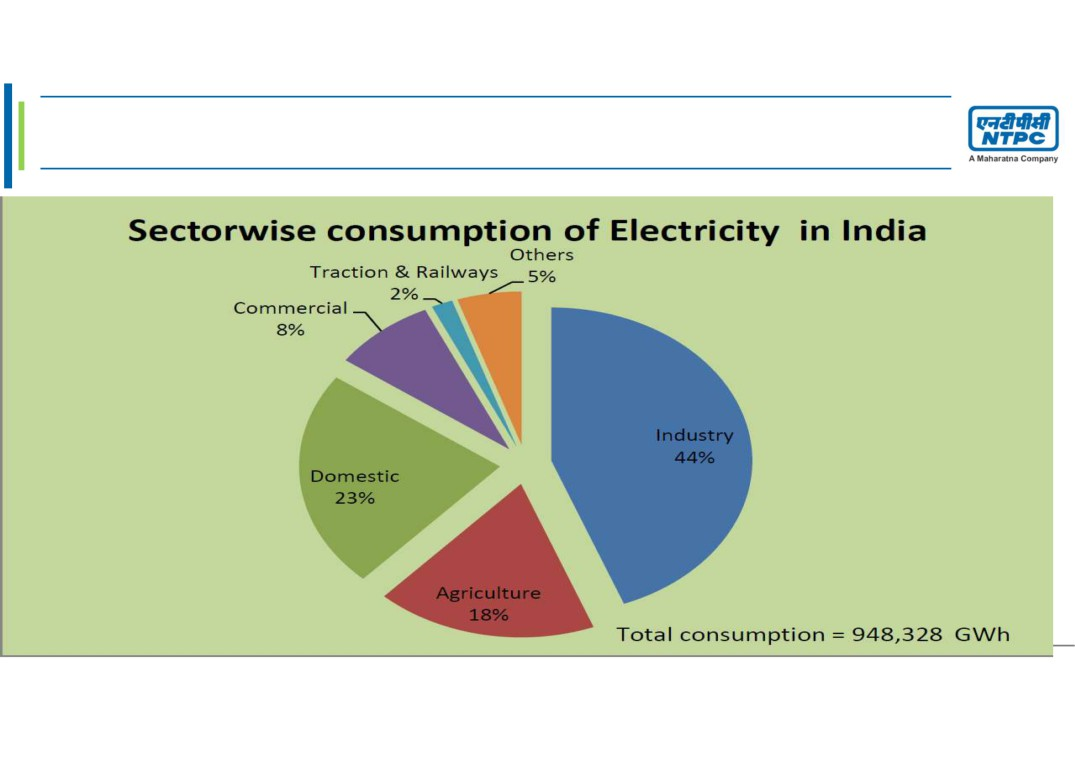 एनटीपीसी
NTPC
A Maharatna Company
Sectorwise consumption of Electricity in India
Others
5%
Traction & Railways
2%
Commercial
8%
Industry
44%
Domestic
23%
Agriculture
18%
Total consumption = 948,328 GWh